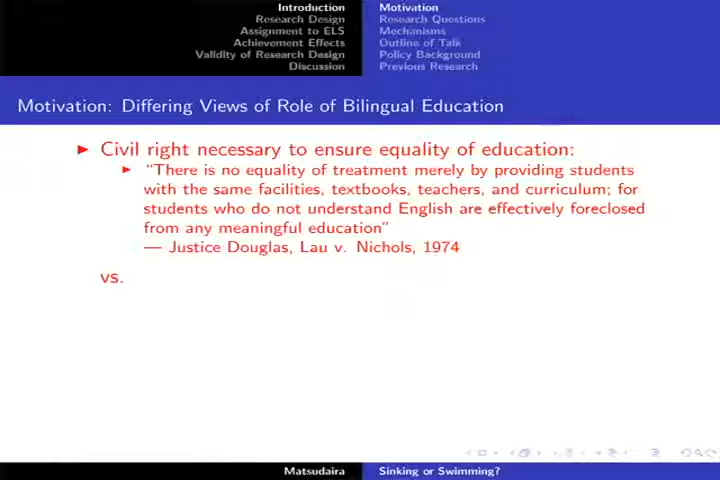 Introduction
Research Design
Assignment to ELS
Achievement Effects
Validity of Research Design
Discussion
Motivation
Research Questions
Mechanisms
Outline of Talk
Policy Background
Previous Research
Motivation: Differing Views of Role of Bilingual Education
Civil right necessary to ensure equality of education:
“There is no equality of treatment merely by providing students
with the same facilities, textbooks, teachers, and curriculum; for
students who do not understand English are effectively foreclosed
from any meaningful education”
— Justice Douglas, Lau v. Nichols, 1974
vs.
Matsudaira
Sinking or Swimming?